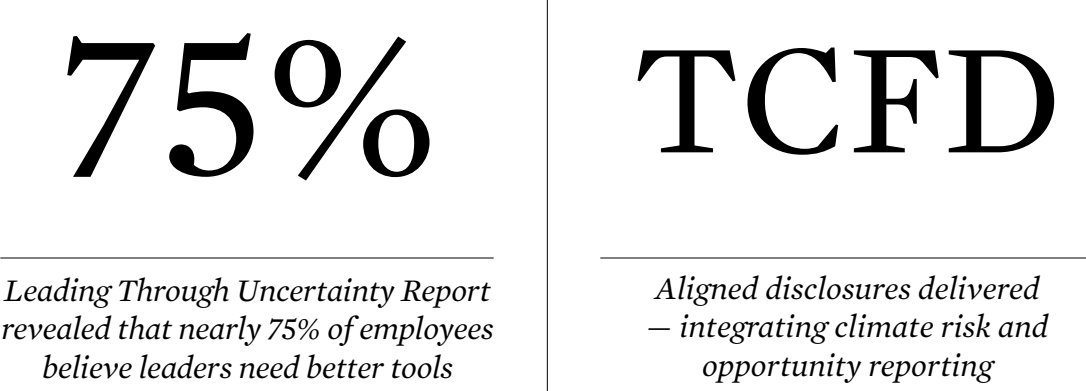 75%
Leading Through Uncertainty Report
revealed that nearly 75% of employees
believe leaders need better tools
TCFD
Aligned disclosures delivered
— integrating climate risk and
opportunity reporting